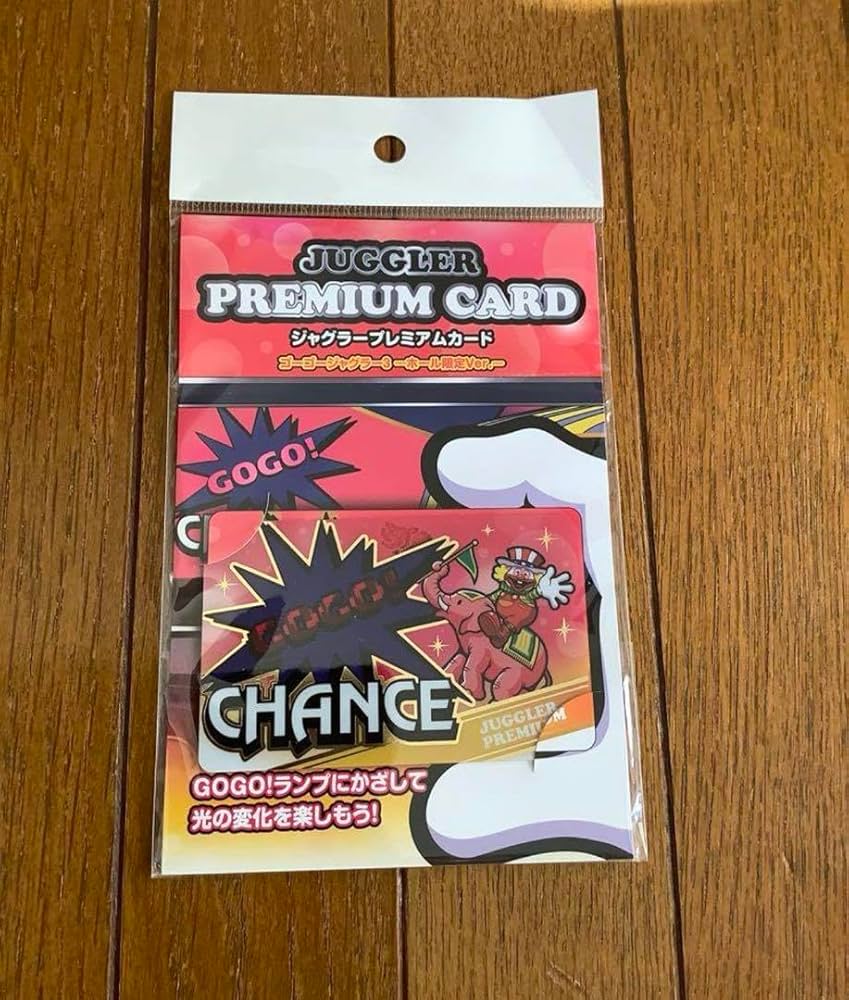 JUGGLER
PREMIUM CARD
ジャグラープレミアムカード
ゴーゴージャグラー3 ーホール限定Ver.ー
GOGO!
C
GOGO!
CHANCE
JUGGLER
PREMIUM
GOGO!ランプにかざして
光の変化を楽しもう!